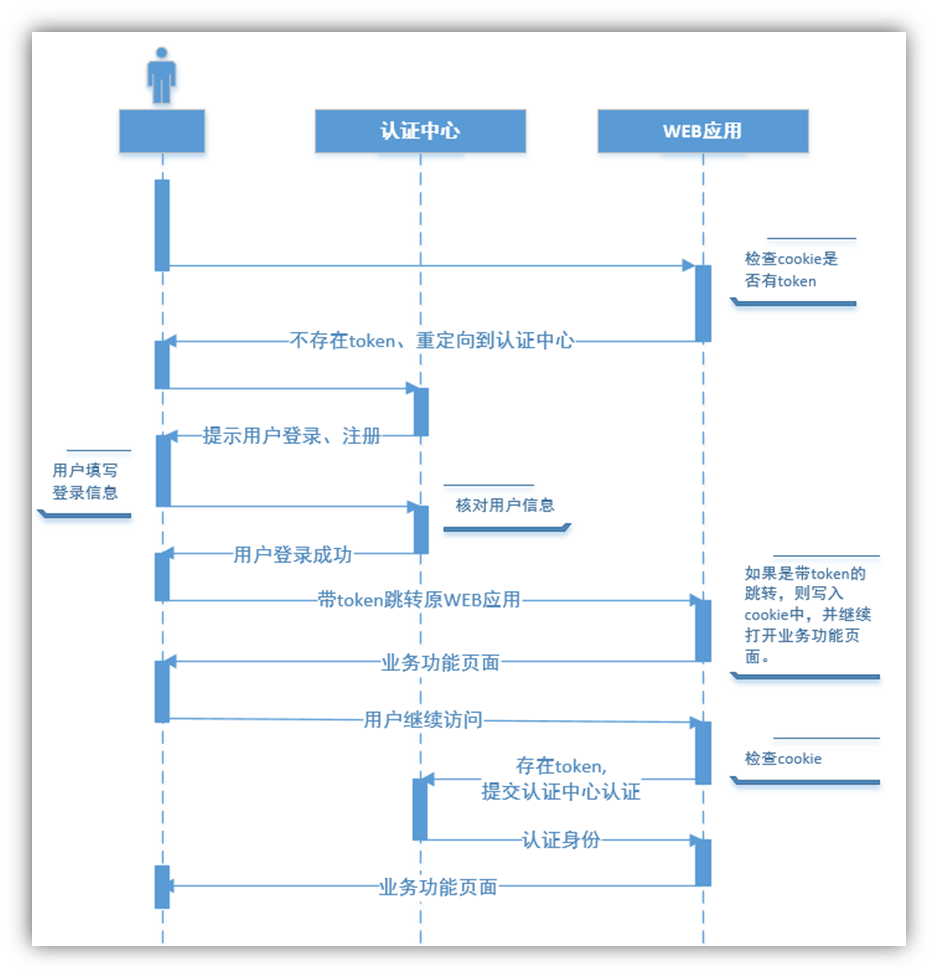 认证中心
WEB应用
检查cookie是
否有token
不存在token、重定向到认证中心
提示用户登录、注册
用户填写
登录信息
核对用户信息
用户登录成功
如果是带token的
跳转，则写入
cookie中，并继续
打开业务功能页
面。
带token跳转原WEB应用
业务功能页面
用户继续访问
检查cookie
存在token,
提交认证中心认证
认证身份
业务功能页面